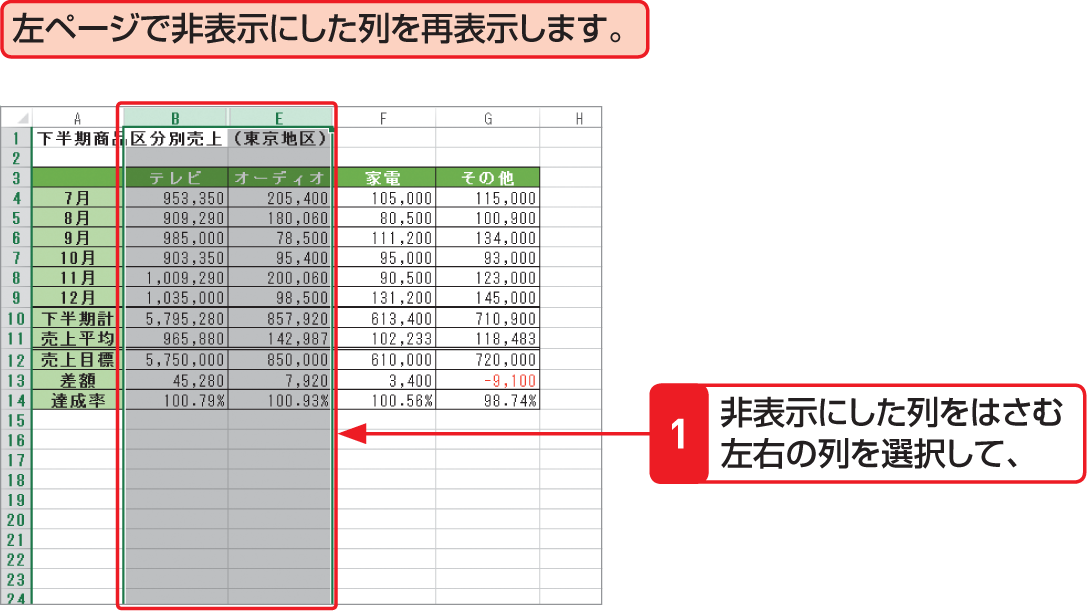 左ページで非表示にした列を再表示します。
A B E F G H
1 下半期商品区分別売上（東京地区）
2
3 テレビ オーディオ 家電 その他
4 7月 953,350 205,400 105,000 115,000
5 8月 909,290 180,060 80,500 100,900
6 9月 985,000 78,500 111,200 134,000
7 10月 903,350 95,400 95,000 93,000
8 11月 1,009,290 200,060 90,500 123,000
9 12月 1,035,000 98,500 131,200 145,000
10 下半期計 5,795,280 857,920 613,400 710,900
11 売上平均 965,880 142,987 102,233 118,483
12 売上目標 5,750,000 850,000 610,000 720,000
13 差額 45,280 7,920 3,400 -9,100
14 達成率 100.79% 100.93% 100.56% 98.74%
15
16
17
18
19
20
21
22
23
24
1 非表示にした列をはさむ
左右の列を選択して、